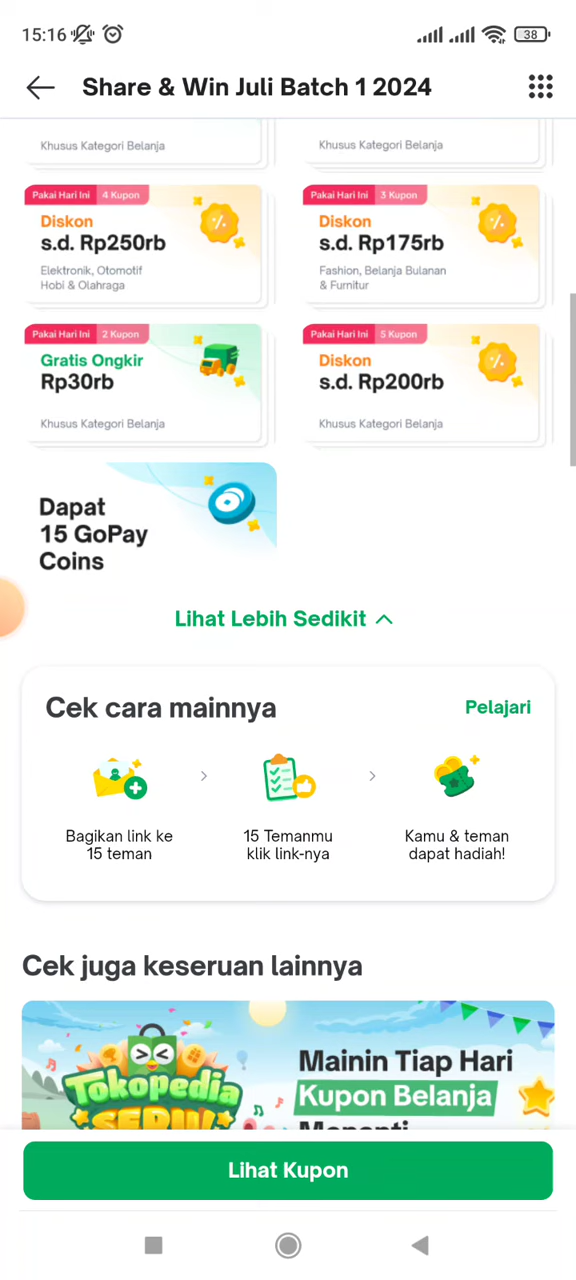 15:16
38
Share & Win Juli Batch 1 2024
Khusus Kategori Belanja
Khusus Kategori Belanja
Pakai Hari Ini 4 Kupon
Diskon
s.d. Rp250rb
Elektronik, Otomotif
Hobi & Olahraga
Pakai Hari Ini 3 Kupon
Diskon
s.d. Rp175rb
Fashion, Belanja Bulanan
& Furnitur
Pakai Hari Ini 2 Kupon
Gratis Ongkir
Rp30rb
Khusus Kategori Belanja
Pakai Hari Ini 5 Kupon
Diskon
s.d. Rp200rb
Khusus Kategori Belanja
Dapat
15 GoPay
Coins
Lihat Lebih Sedikit
Cek cara mainnya
Pelajari
Bagikan link ke
15 teman
15 Temanmu
klik link-nya
Kamu & teman
dapat hadiah!
Cek juga keseruan lainnya
Tokopedia
SERU
Mainin Tiap Hari
Kupon Belanja
Menanti
Lihat Kupon